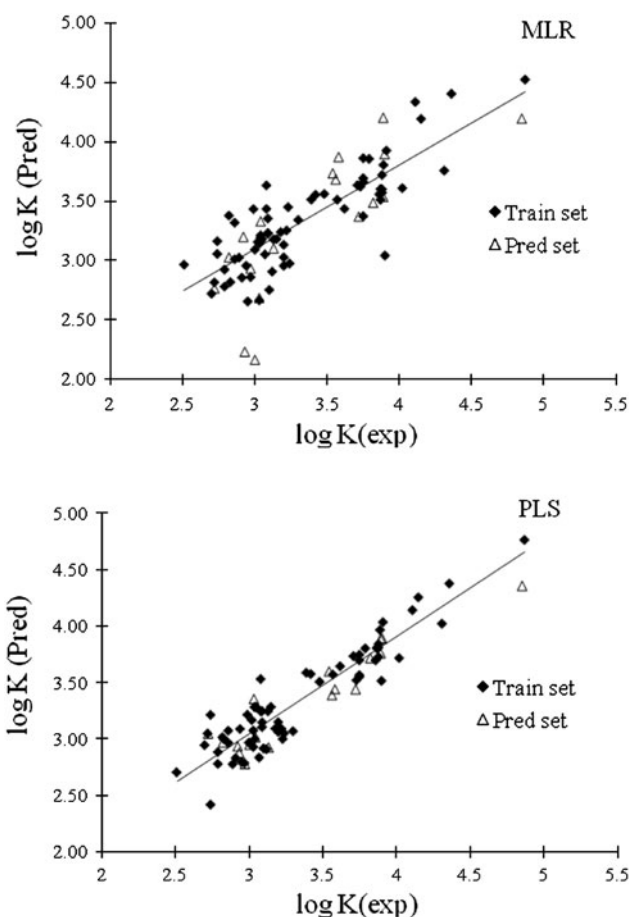 MLR
5.00
4.50
4.00
3.50
3.00
2.50
2.00
log K (Pred)
Train set
Pred set
2 2.5 3 3.5 4 4.5 5 5.5
log K(exp)
PLS
5.00
4.50
4.00
3.50
3.00
2.50
2.00
log K (Pred)
Train set
Pred set
2 2.5 3 3.5 4 4.5 5 5.5
log K(exp)